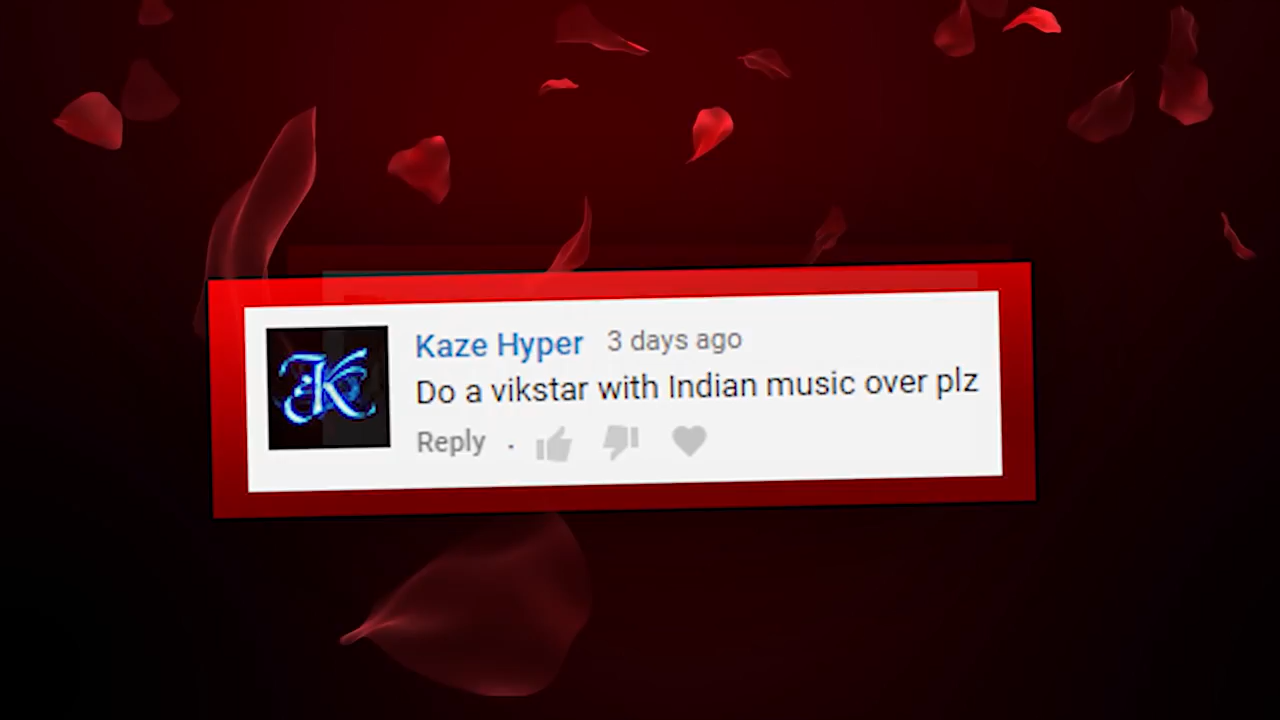 Kaze Hyper 3 days ago
Do a vikstar with Indian music over plz
Reply ·